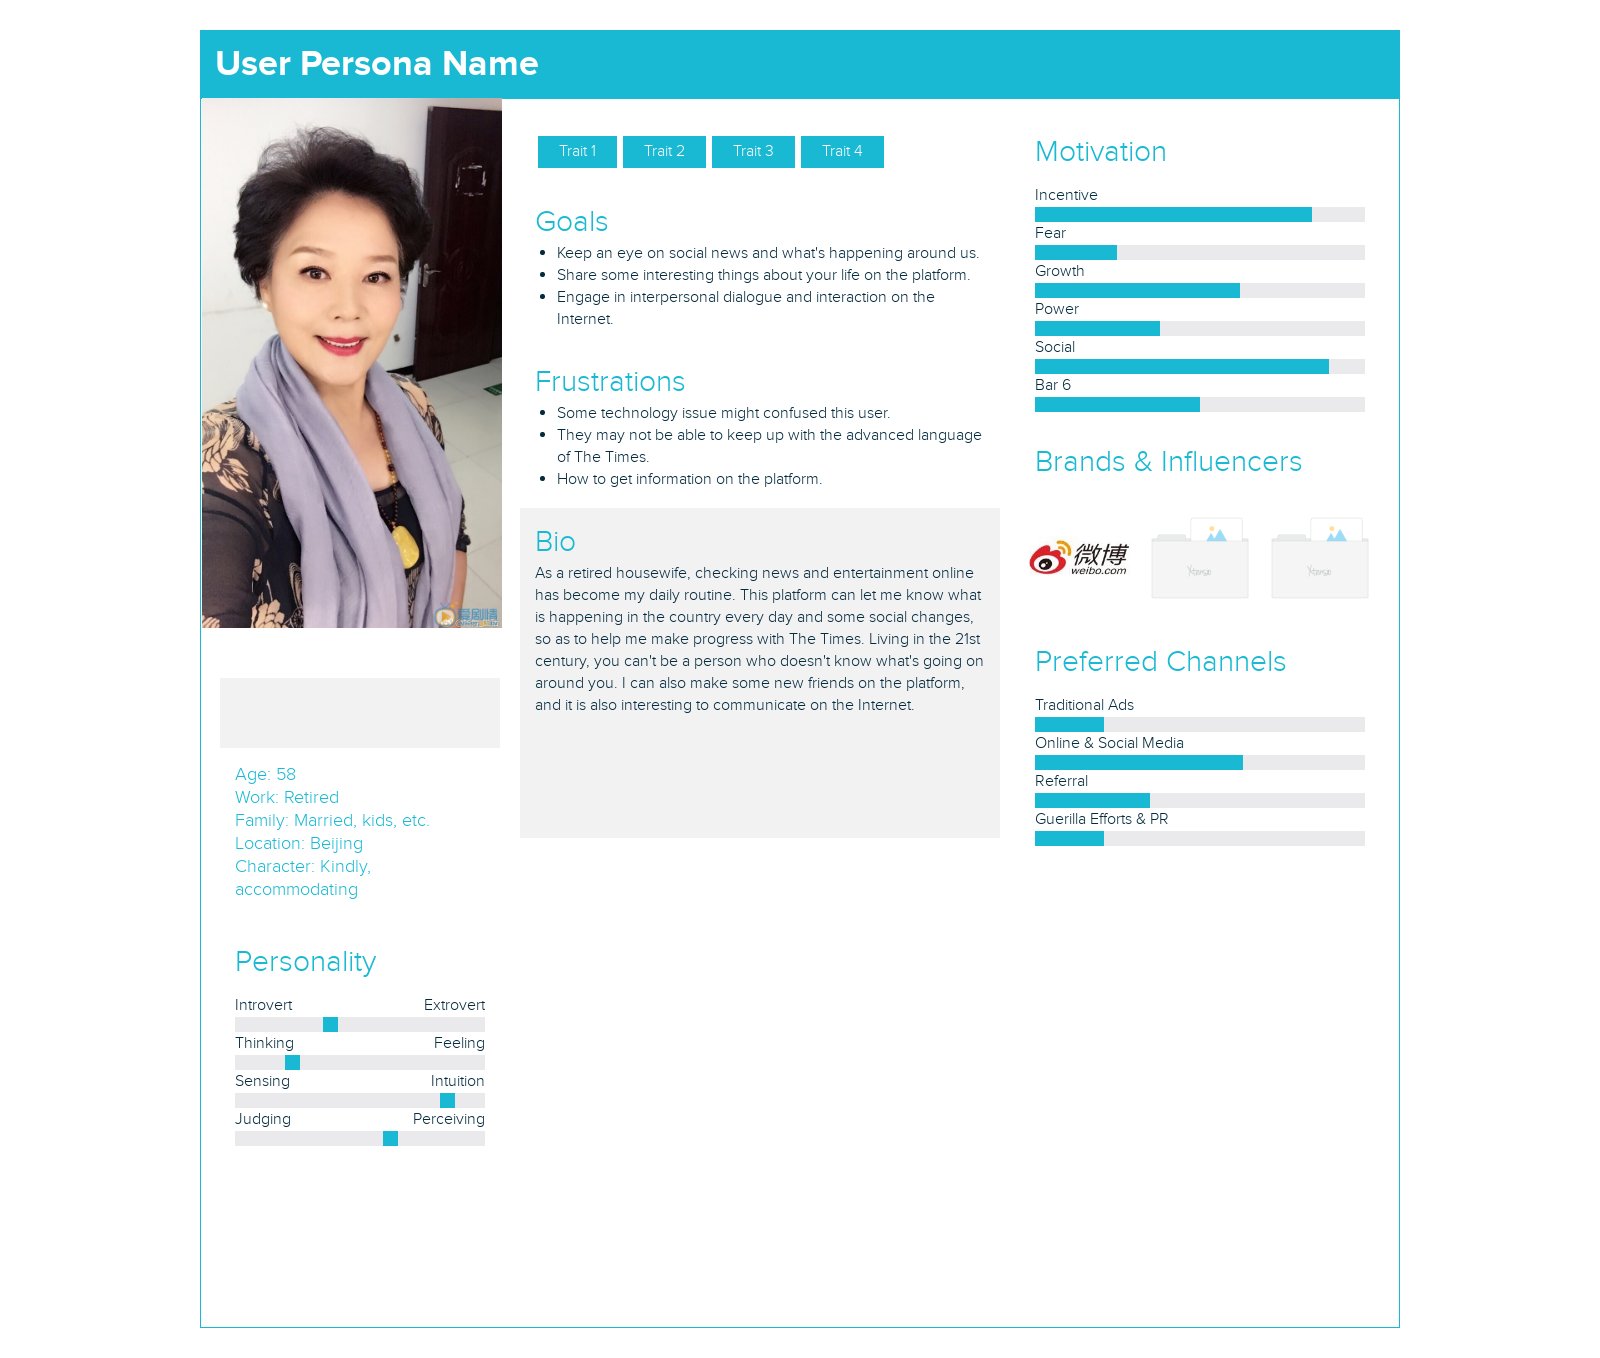 User Persona Name
Trait 1
Trait 2
Trait 3
Trait 4
Goals
Keep an eye on social news and what's happening around us.
Share some interesting things about your life on the platform.
Engage in interpersonal dialogue and interaction on the
Internet.
Frustrations
Some technology issue might confused this user.
They may not be able to keep up with the advanced language
of The Times.
How to get information on the platform.
Bio
As a retired housewife, checking news and entertainment online
has become my daily routine. This platform can let me know what
is happening in the country every day and some social changes,
so as to help me make progress with The Times. Living in the 21st
century, you can't be a person who doesn't know what's going on
around you. I can also make some new friends on the platform,
and it is also interesting to communicate on the Internet.
爱剧情
Age: 58
Work: Retired
Family: Married, kids, etc.
Location: Beijing
Character: Kindly,
accommodating
Personality
Introvert Extrovert
Thinking Feeling
Sensing Intuition
Judging Perceiving
Motivation
Incentive
Fear
Growth
Power
Social
Bar 6
Brands & Influencers
微博
weibo.com
Xtensio
Xtensio
Preferred Channels
Traditional Ads
Online & Social Media
Referral
Guerilla Efforts & PR